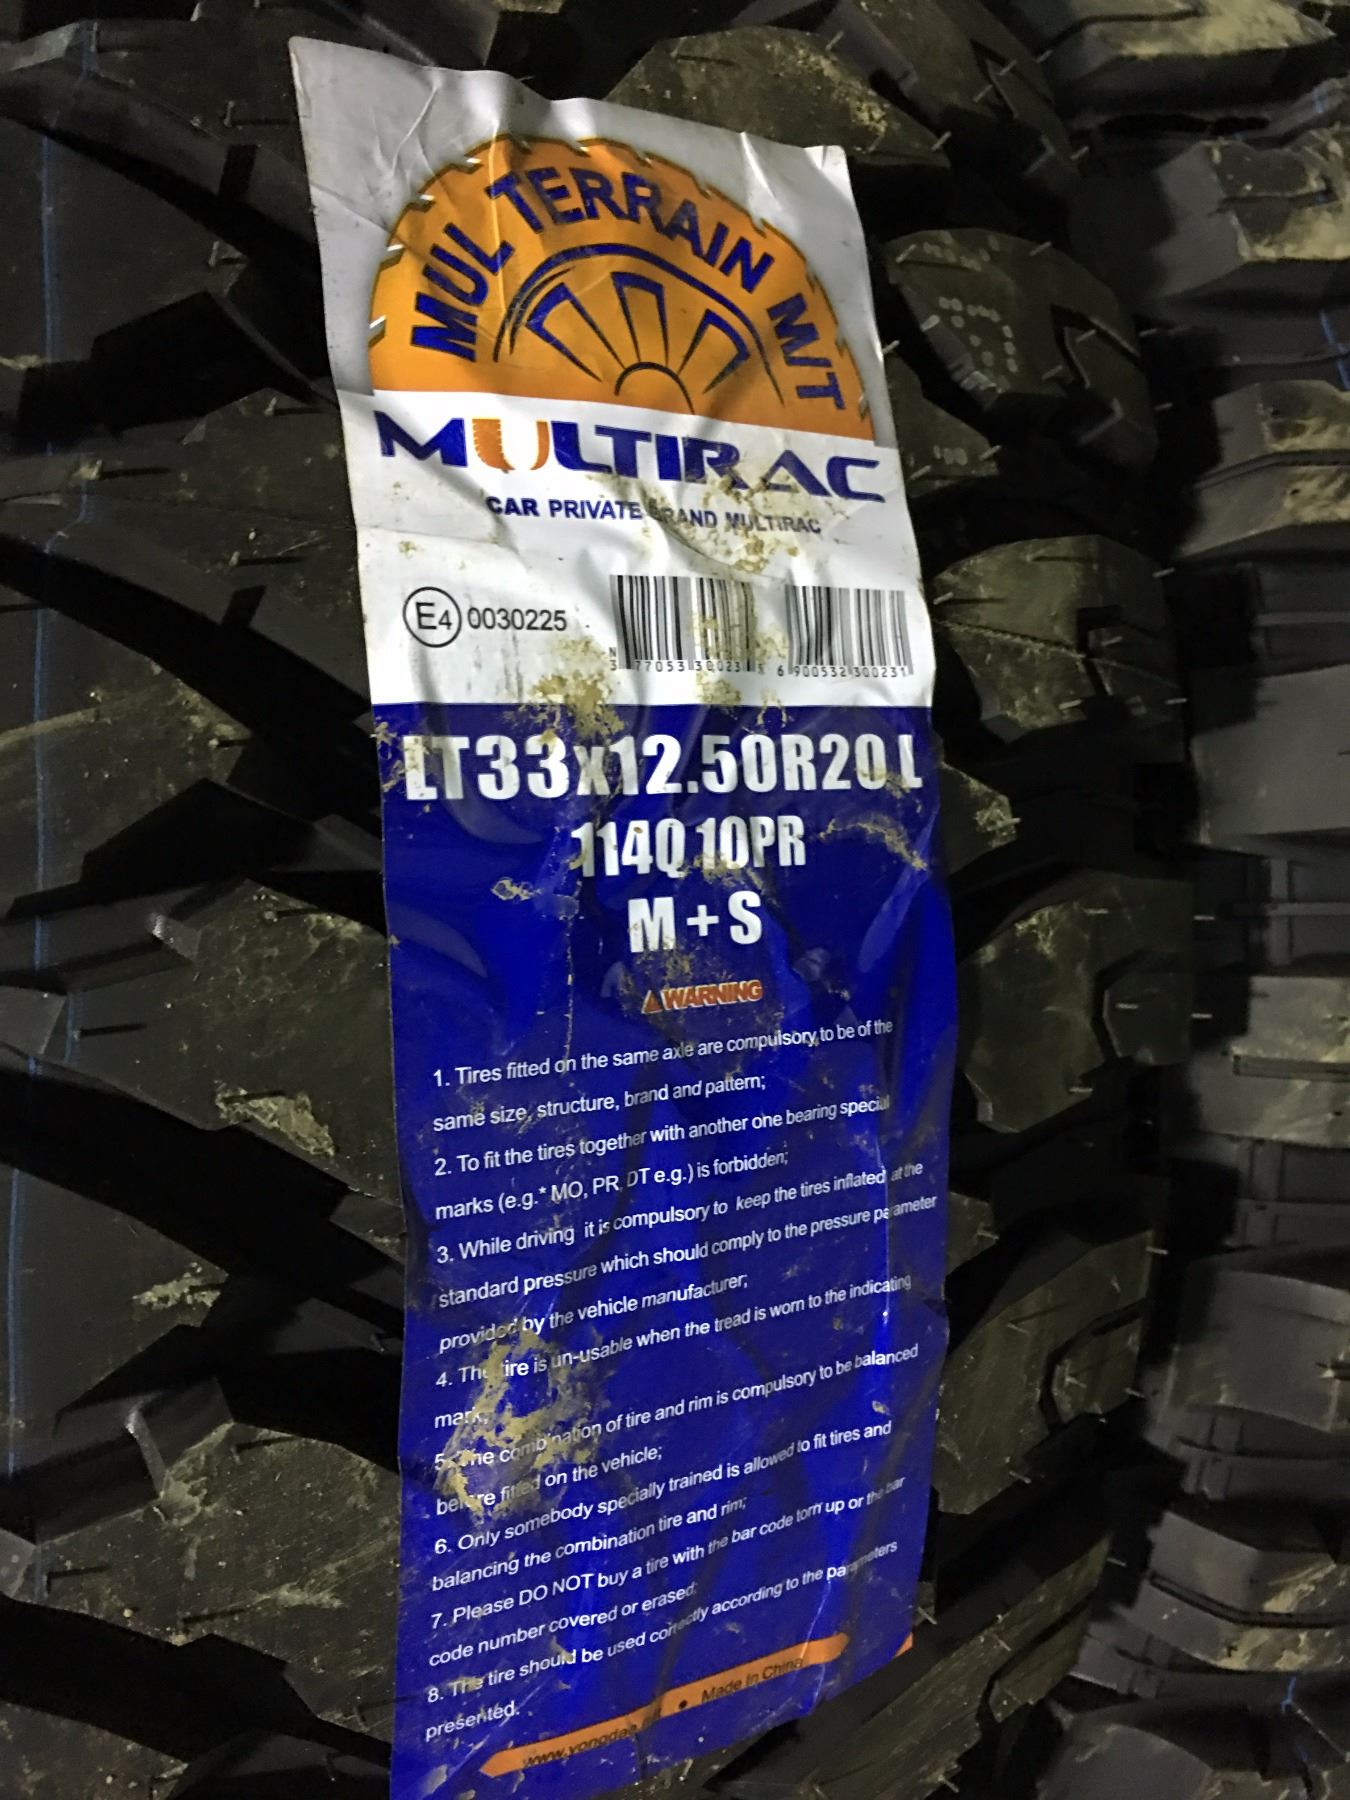 MUL TERRAIN M/T
MULTIRAC
CAR PRIVATE BRAND MULTIRAC
E4 0030225
N
3 77053 30023
6 900532 300231
LT33x12.50R20 L
114Q 10PR
M+S
WARNING
1. Tires fitted on the same axle are compulsory to be of the
same size, structure, brand and pattern;
2. To fit the tires together with another one bearing special
marks (e.g.* MO, PR, DT e.g.) is forbidden;
3. While driving it is compulsory to keep the tires inflated at the
standard pressure which should comply to the pressure parameter
provided by the vehicle manufacturer;
4. The tire is un-usable when the tread is worn to the indicating
mark;
5. The combination of tire and rim is compulsory to be balanced
before fitted on the vehicle;
6. Only somebody specially trained is allowed to fit tires and
balancing the combination tire and rim;
7. Please DO NOT buy a tire with the bar code torn up or the bar
code number covered or erased;
8. The tire should be used correctly according to the parameters
presented.
• Made In China